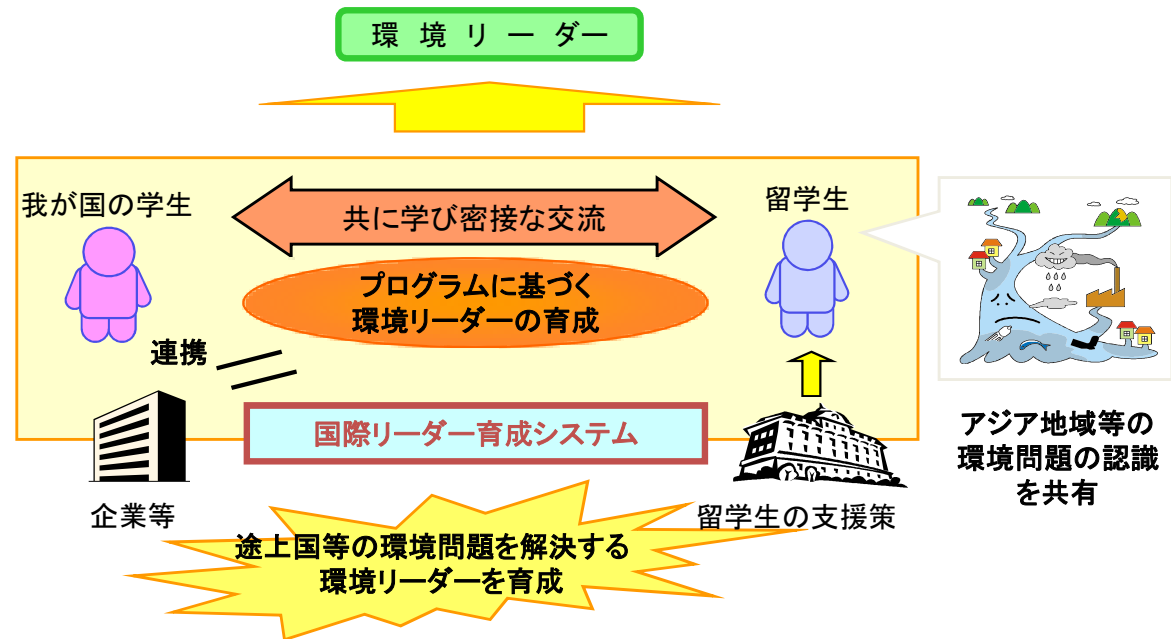 環境リーダー
我が国の学生
共に学び密接な交流
留学生
プログラムに基づく
環境リーダーの育成
連携
国際リーダー育成システム
企業等
留学生の支援策
アジア地域等の
環境問題の認識
を共有
途上国等の環境問題を解決する
環境リーダーを育成